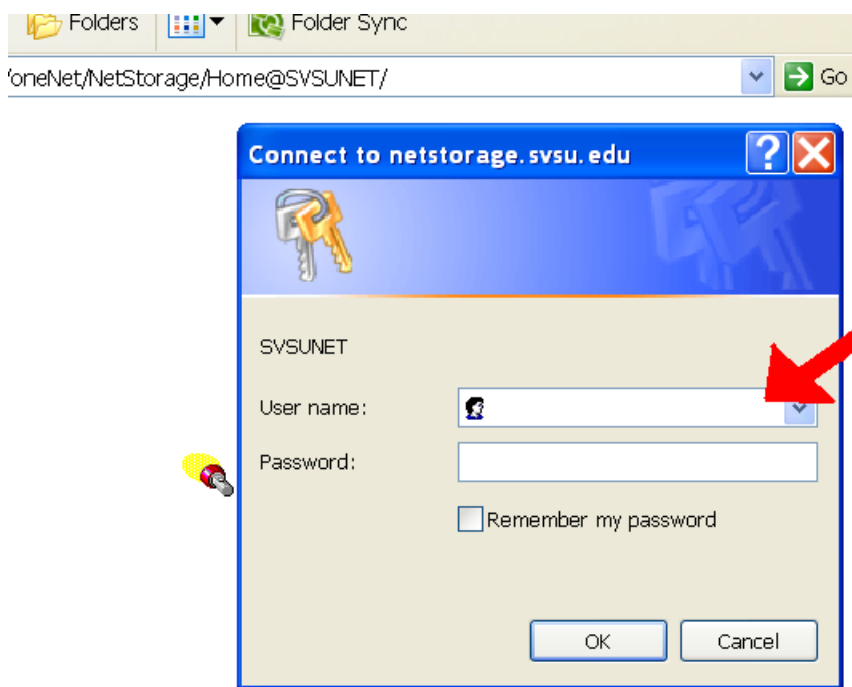 Folders Folder Sync
/oneNet/NetStorage/Home@SVSUNET/ Go
Connect to netstorage.svsu.edu
SVSUNET
User name:
Password:
Remember my password
OK Cancel